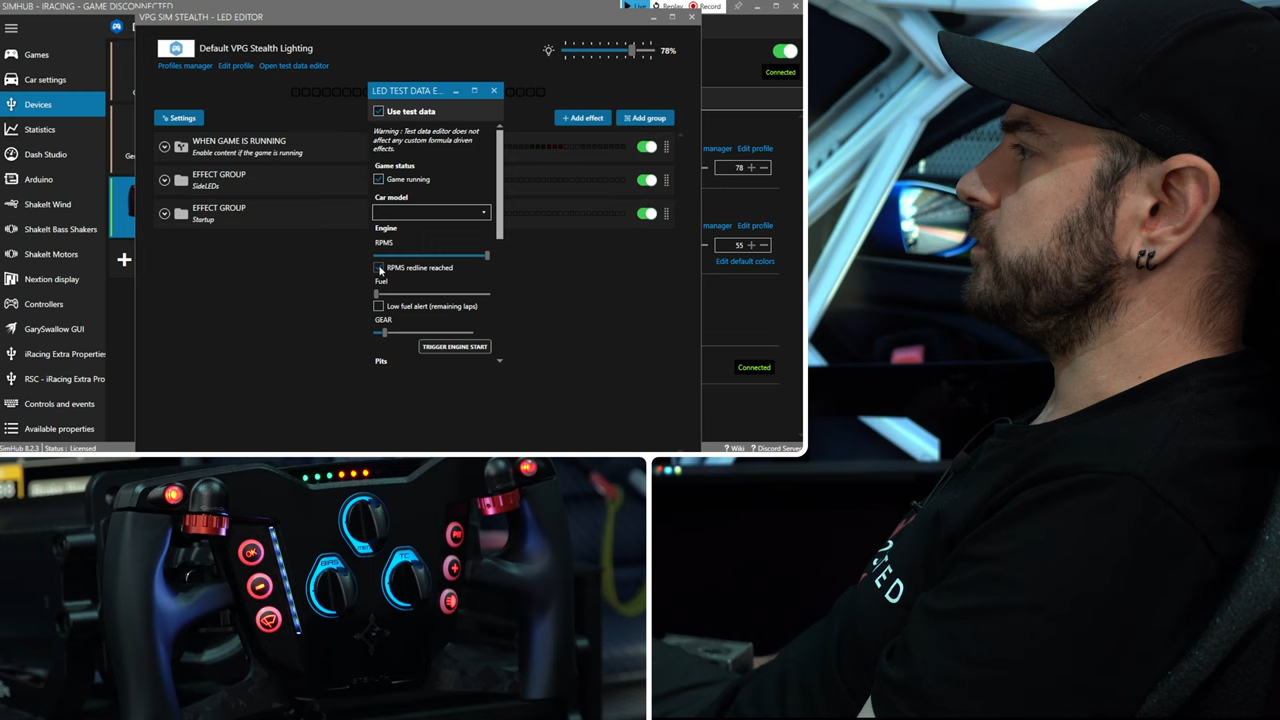 SIMHUB - IRACING - GAME DISCONNECTED
Live
Replay
Record
VPG SIM STEALTH - LED EDITOR
Games
Car settings
Devices
Statistics
Dash Studio
Arduino
ShakeIt Wind
ShakeIt Bass Shakers
ShakeIt Motors
Nextion display
Controllers
GarySwallow GUI
iRacing Extra Propertie
RSC - iRacing Extra Pro
Controls and events
Available properties
SimHub 8.2.3 | Status : Licensed
Default VPG Stealth Lighting
Profiles manager Edit profile Open test data editor
78%
Settings
+ Add effect
Add group
WHEN GAME IS RUNNING
Enable content if the game is running
EFFECT GROUP
SideLEDs
EFFECT GROUP
Startup
LED TEST DATA E...
Use test data
Warning : Test data editor does not
affect any custom formula driven
effects.
Game status
Game running
Car model
Engine
RPMS
RPMS redline reached
Fuel
Low fuel alert (remaining laps)
GEAR
TRIGGER ENGINE START
Pits
Connected
manager Edit profile
78 + −
manager Edit profile
55 + −
Edit default colors
Connected
? Wiki ? Discord Server
OK
−
BIAS
TC
PIT
+